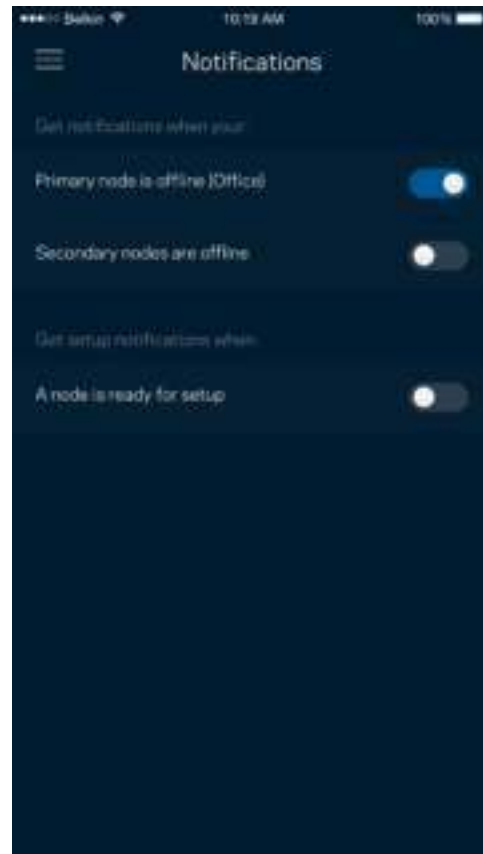 Belkin 10:19 AM 100%
Notifications
Get notifications when your:
Primary node is offline (Office)
Secondary nodes are offline
Get setup notifications when:
A node is ready for setup